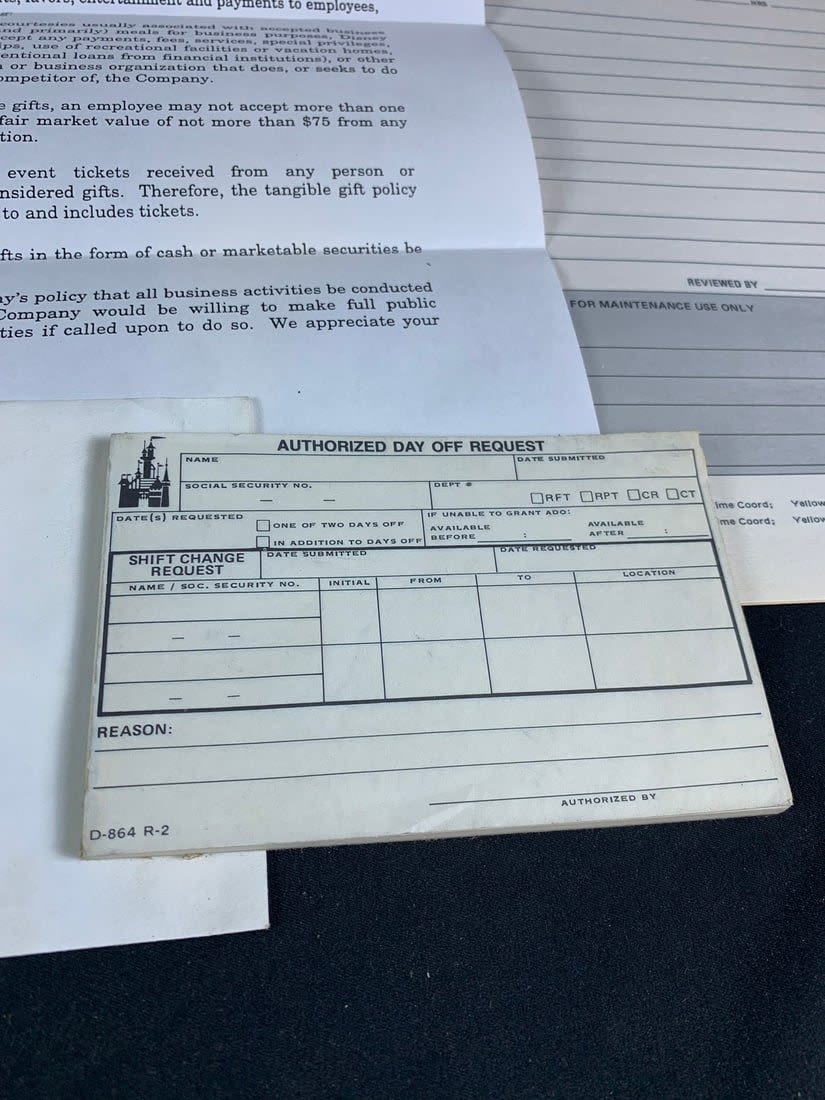 ts, favors, entertainment and payments to employees,
courtesies usually associated with accepted business
and primarily) meals for business purposes, Disney
cept any payments, fees, services, special privileges,
ips, use of recreational facilities or vacation homes,
entional loans from financial institutions), or other
or business organization that does, or seeks to do
ompetitor of, the Company.
e gifts, an employee may not accept more than one
fair market value of not more than $75 from any
tion.
event tickets received from any person or
nsidered gifts. Therefore, the tangible gift policy
to and includes tickets.
fts in the form of cash or marketable securities be
ny's policy that all business activities be conducted
Company would be willing to make full public
ties if called upon to do so. We appreciate your
HRS
REVIEWED BY
FOR MAINTENANCE USE ONLY
ime Coord; Yellow
ime Coord; Yellow
AUTHORIZED DAY OFF REQUEST
NAME
DATE SUBMITTED
SOCIAL SECURITY NO.
DEPT #
RFT RPT CR CT
DATE(S) REQUESTED
ONE OF TWO DAYS OFF
IN ADDITION TO DAYS OFF
IF UNABLE TO GRANT ADO:
AVAILABLE
BEFORE :
AVAILABLE
AFTER :
SHIFT CHANGE
REQUEST
DATE SUBMITTED
DATE REQUESTED
NAME / SOC. SECURITY NO. INITIAL FROM TO LOCATION
REASON:
AUTHORIZED BY
D-864 R-2